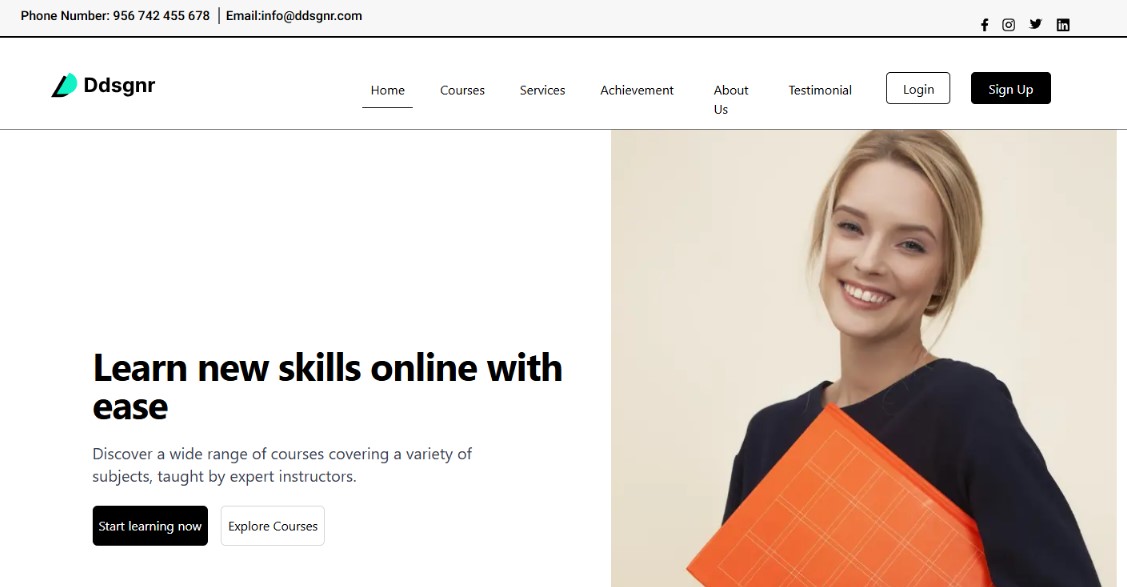 Phone Number: 956 742 455 678 | Email:info@ddsgnr.com
Ddsgnr
Home Courses Services Achievement About Us Testimonial Login Sign Up
Learn new skills online with
ease
Discover a wide range of courses covering a variety of
subjects, taught by expert instructors.
Start learning now Explore Courses